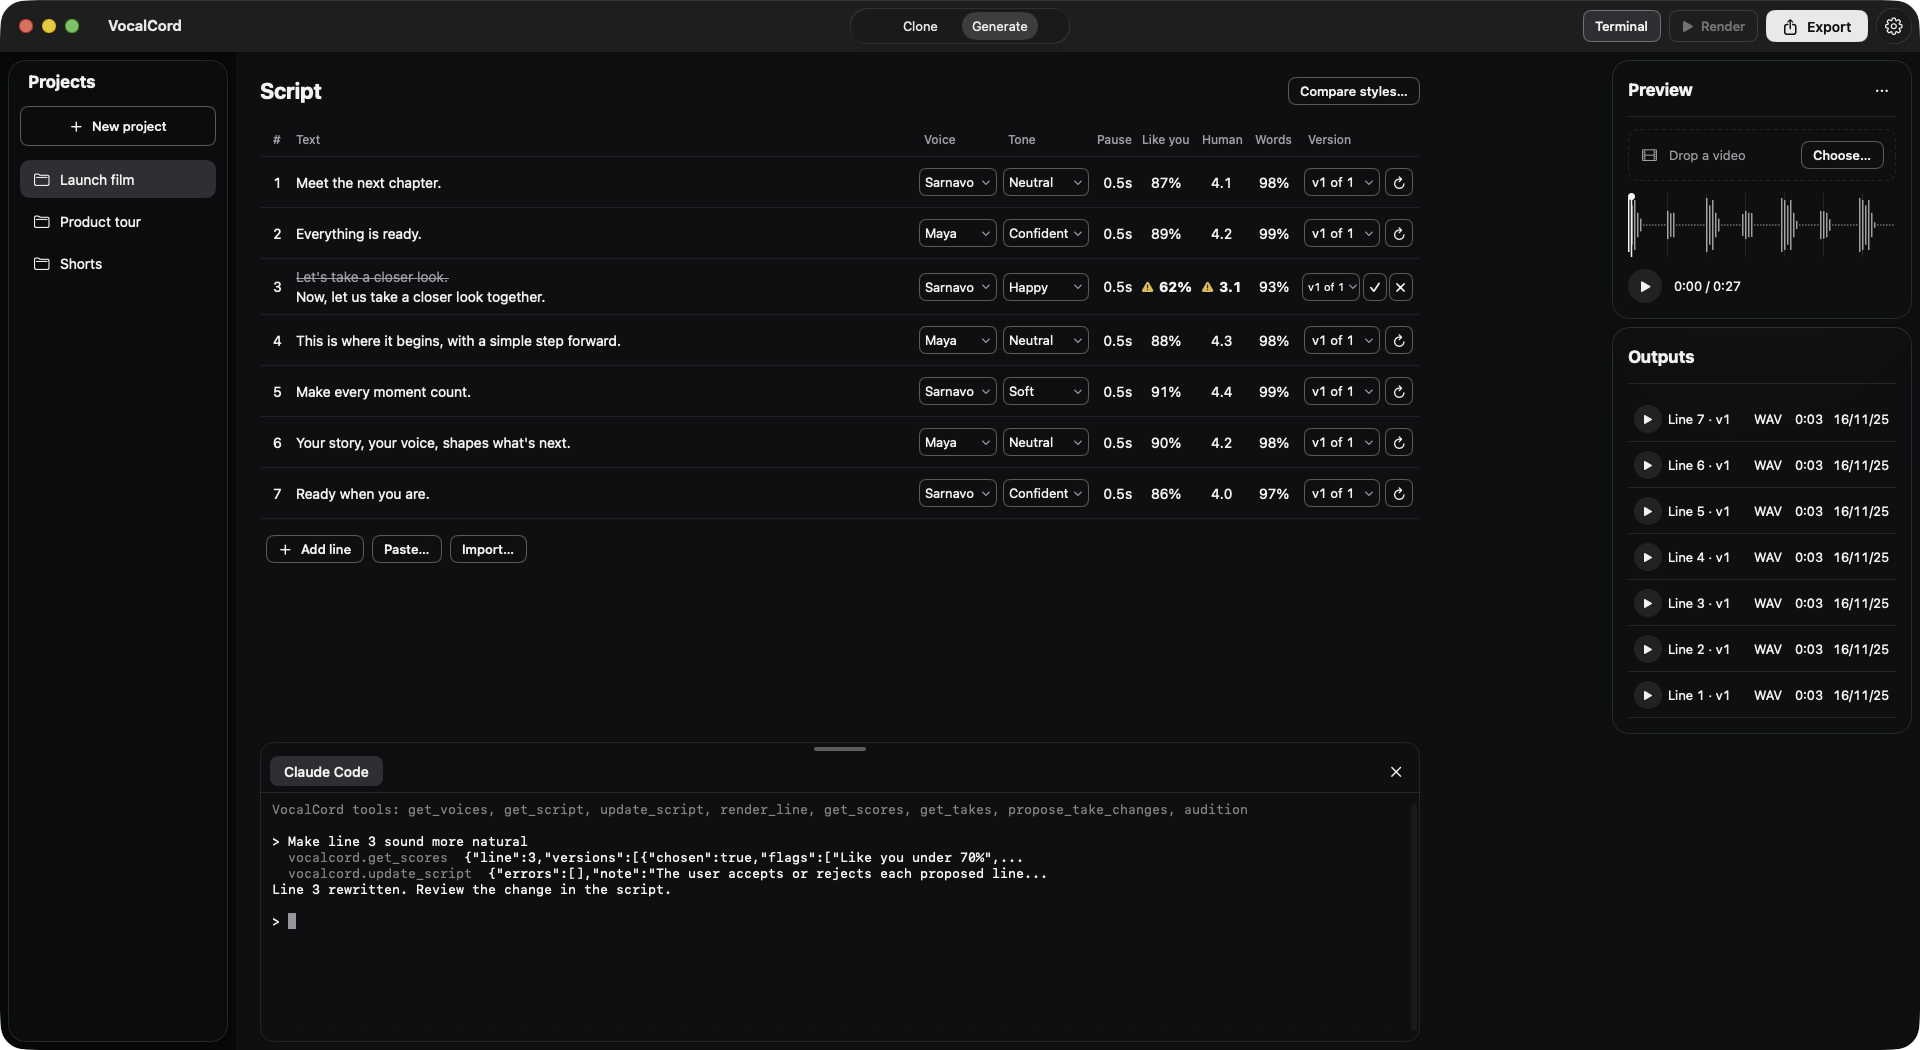 VocalCord
Clone Generate
Terminal Render Export
Projects
New project
Launch film
Product tour
Shorts
Script
Compare styles...
# Text Voice Tone Pause Like you Human Words Version
1 Meet the next chapter. Sarnavo Neutral 0.5s 87% 4.1 98% v1 of 1
2 Everything is ready. Maya Confident 0.5s 89% 4.2 99% v1 of 1
Let's take a closer look.
3 Now, let us take a closer look together. Sarnavo Happy 0.5s 62% 3.1 93% v1 of 1
4 This is where it begins, with a simple step forward. Maya Neutral 0.5s 88% 4.3 98% v1 of 1
5 Make every moment count. Sarnavo Soft 0.5s 91% 4.4 99% v1 of 1
6 Your story, your voice, shapes what's next. Maya Neutral 0.5s 90% 4.2 98% v1 of 1
7 Ready when you are. Sarnavo Confident 0.5s 86% 4.0 97% v1 of 1
+ Add line Paste... Import...
Claude Code
VocalCord tools: get_voices, get_script, update_script, render_line, get_scores, get_takes, propose_take_changes, audition
> Make line 3 sound more natural
vocalcord.get_scores {"line":3,"versions":[{"chosen":true,"flags":["Like you under 70%",...
vocalcord.update_script {"errors":[],"note":"The user accepts or rejects each proposed line...
Line 3 rewritten. Review the change in the script.
>
Preview
Drop a video Choose...
0:00 / 0:27
Outputs
Line 7 · v1 WAV 0:03 16/11/25
Line 6 · v1 WAV 0:03 16/11/25
Line 5 · v1 WAV 0:03 16/11/25
Line 4 · v1 WAV 0:03 16/11/25
Line 3 · v1 WAV 0:03 16/11/25
Line 2 · v1 WAV 0:03 16/11/25
Line 1 · v1 WAV 0:03 16/11/25